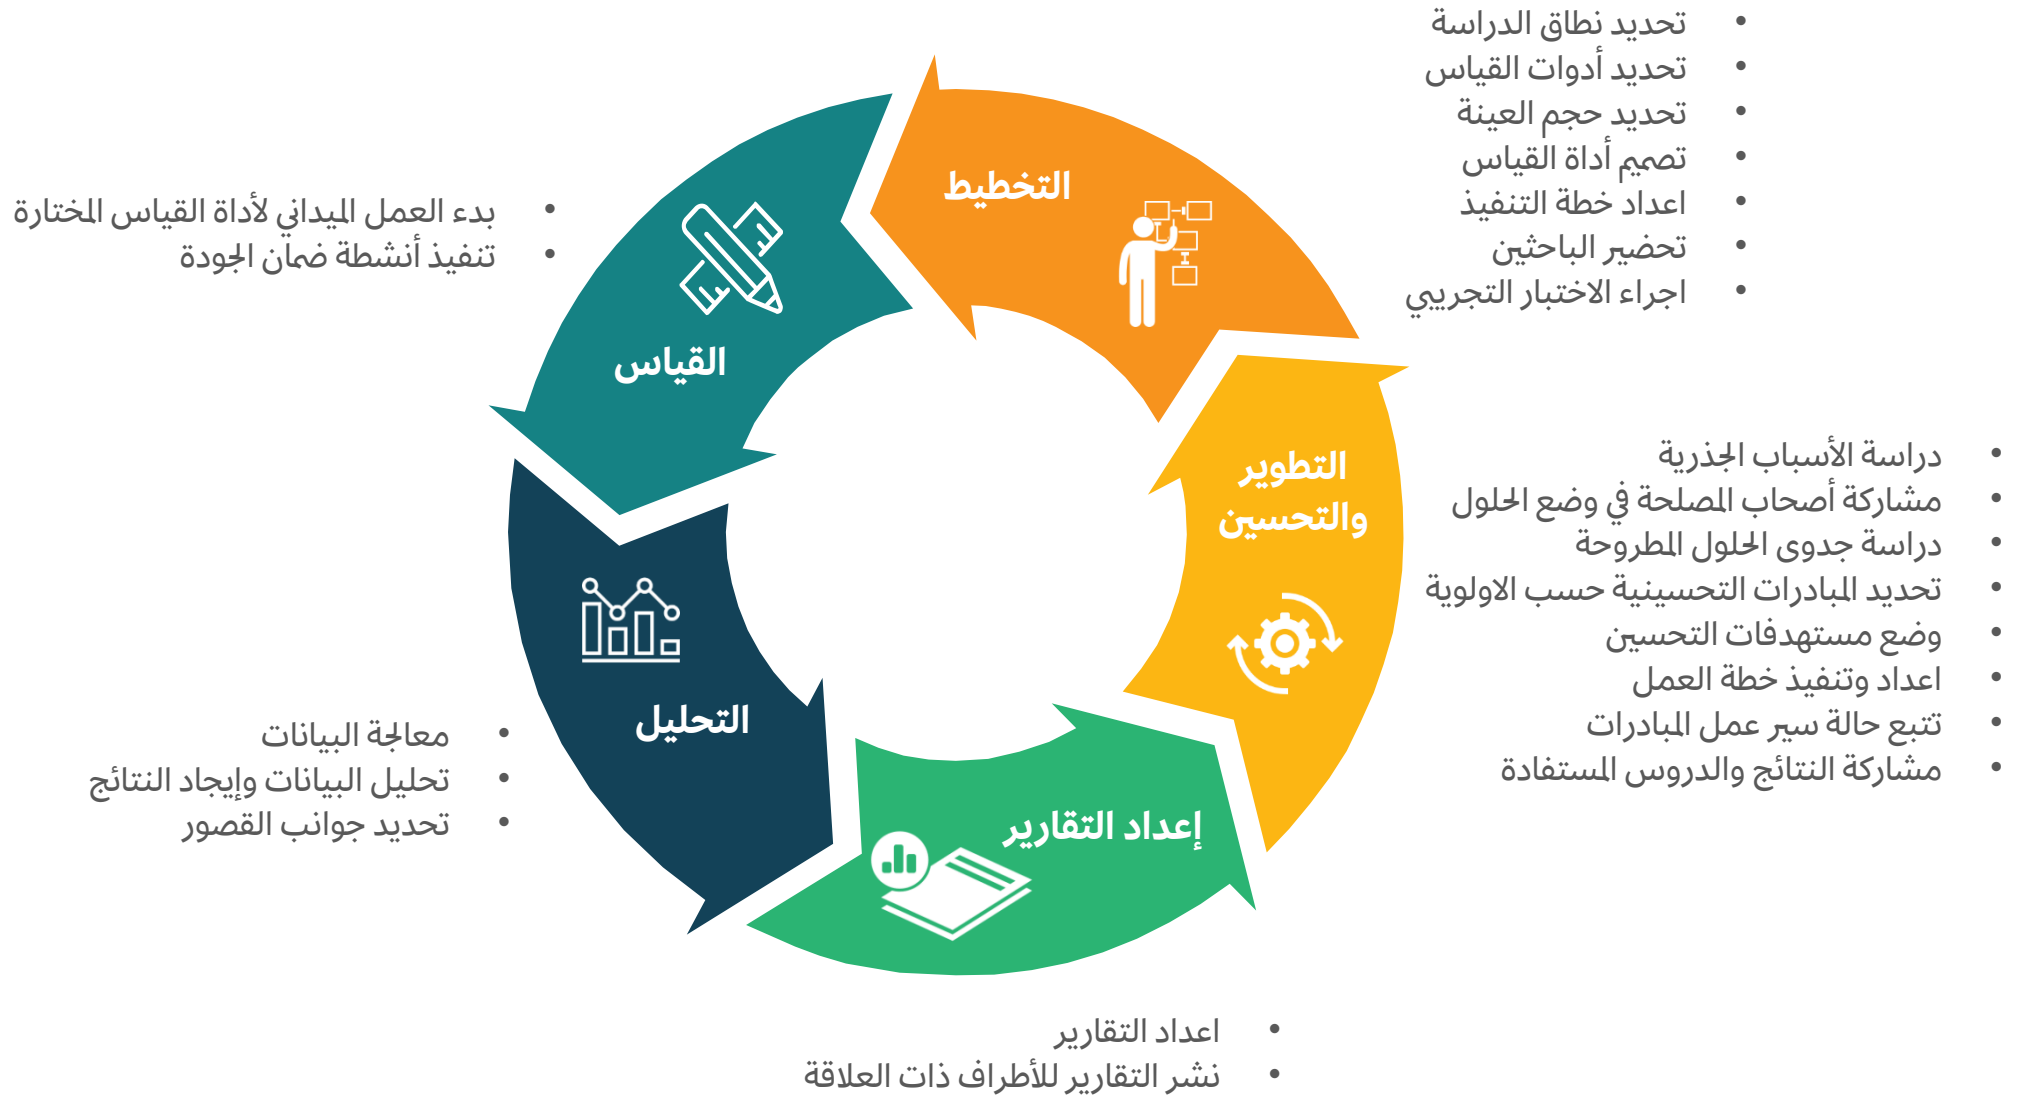 التخطيط
تحديد نطاق الدراسة
تحديد أدوات القياس
تحديد حجم العينة
تصميم أداة القياس
اعداد خطة التنفيذ
تحضير الباحثين
اجراء الاختبار التجريبي
القياس
بدء العمل الميداني لأداة القياس المختارة
تنفيذ أنشطة ضمان الجودة
التحليل
معالجة البيانات
تحليل البيانات وإيجاد النتائج
تحديد جوانب القصور
إعداد التقارير
اعداد التقارير
نشر التقارير للأطراف ذات العلاقة
التطوير
والتحسين
دراسة الأسباب الجذرية
مشاركة أصحاب المصلحة في وضع الحلول
دراسة جدوى الحلول المطروحة
تحديد المبادرات التحسينية حسب الاولوية
وضع مستهدفات التحسين
اعداد وتنفيذ خطة العمل
تتبع حالة سير عمل المبادرات
مشاركة النتائج والدروس المستفادة